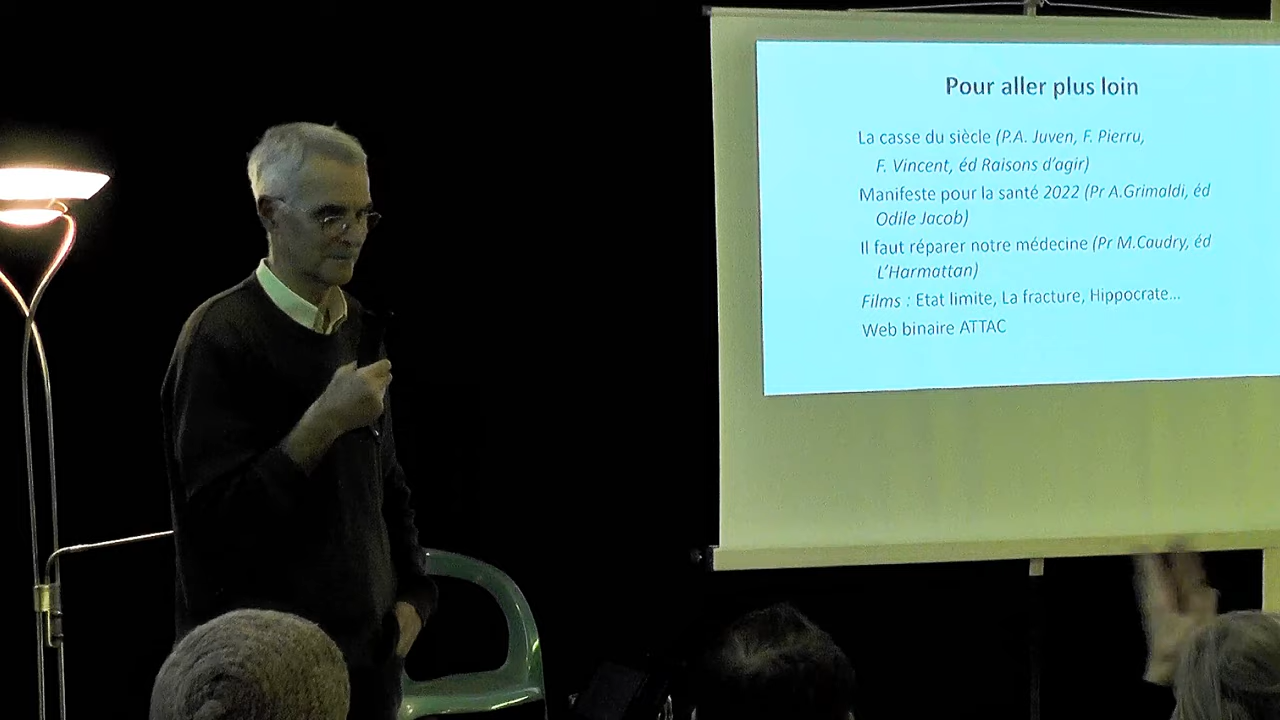 Pour aller plus loin
La casse du siècle (P.A. Juven, F. Pierru,
F. Vincent, éd Raisons d'agir)
Manifeste pour la santé 2022 (Pr A.Grimaldi, éd
Odile Jacob)
Il faut réparer notre médecine (Pr M.Caudry, éd
L'Harmattan)
Films : Etat limite, La fracture, Hippocrate...
Web binaire ATTAC